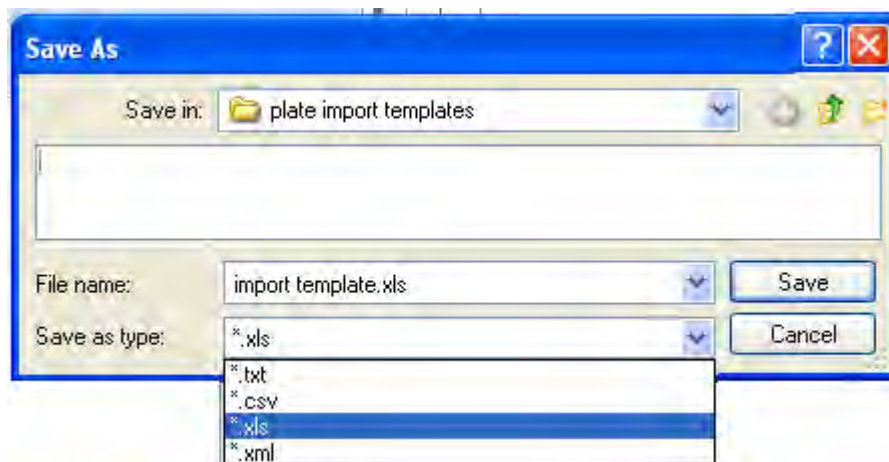 Save As
Save in: plate import templates
File name: import template.xls Save
Save as type: *.xls Cancel
*.txt
*.csv
*.xls
*.xml